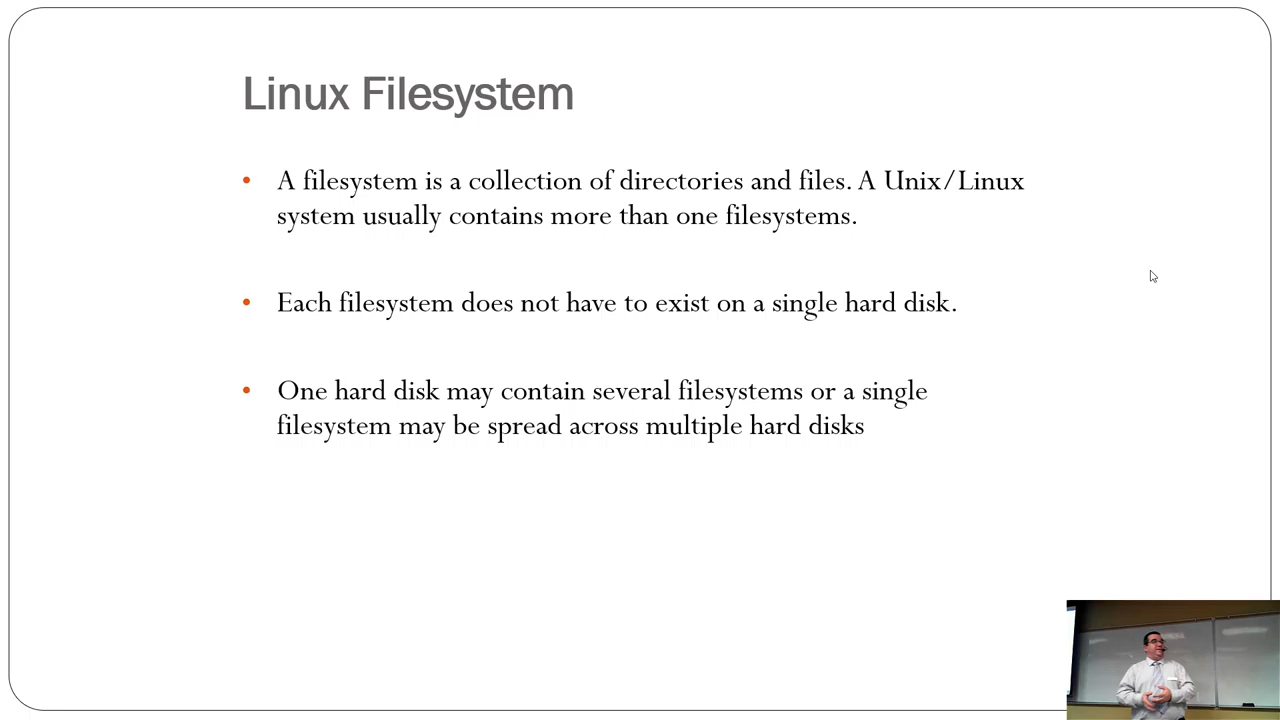 Linux Filesystem
• A filesystem is a collection of directories and files. A Unix/Linux
system usually contains more than one filesystems.
• Each filesystem does not have to exist on a single hard disk.
• One hard disk may contain several filesystems or a single
filesystem may be spread across multiple hard disks